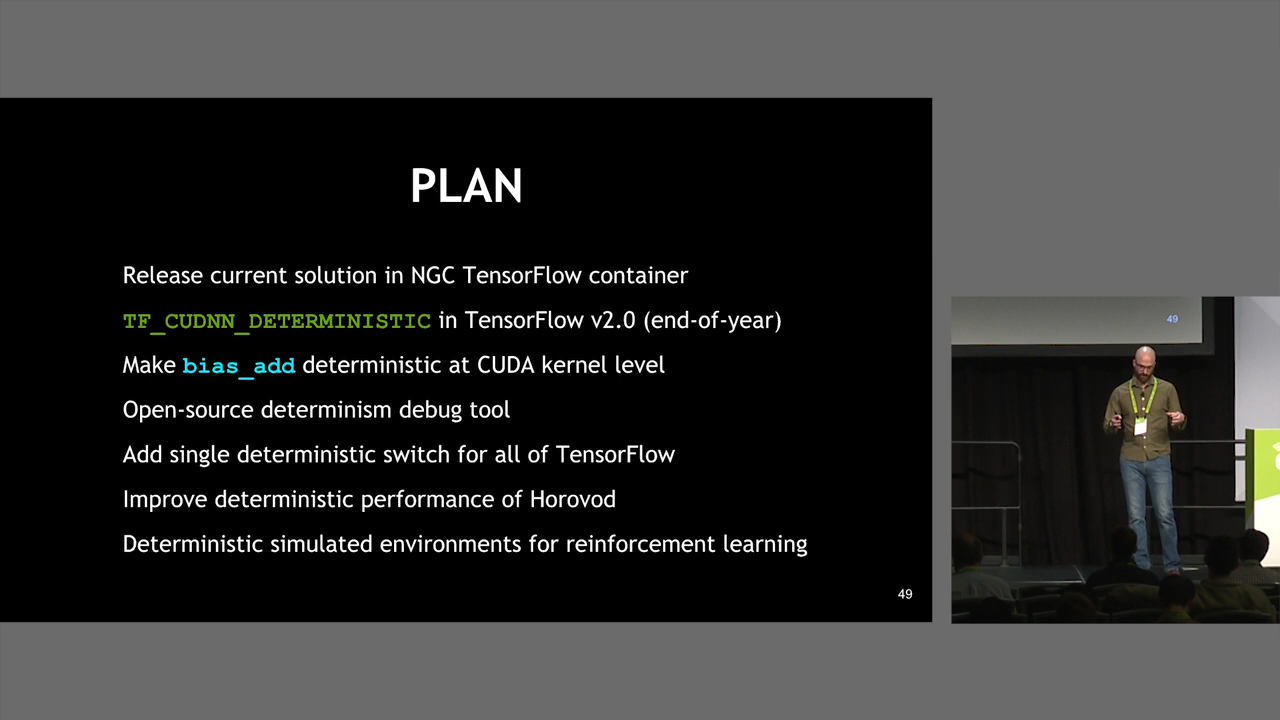 PLAN
Release current solution in NGC TensorFlow container
TF_CUDNN_DETERMINISTIC in TensorFlow v2.0 (end-of-year)
Make bias_add deterministic at CUDA kernel level
Open-source determinism debug tool
Add single deterministic switch for all of TensorFlow
Improve deterministic performance of Horovod
Deterministic simulated environments for reinforcement learning
49
49